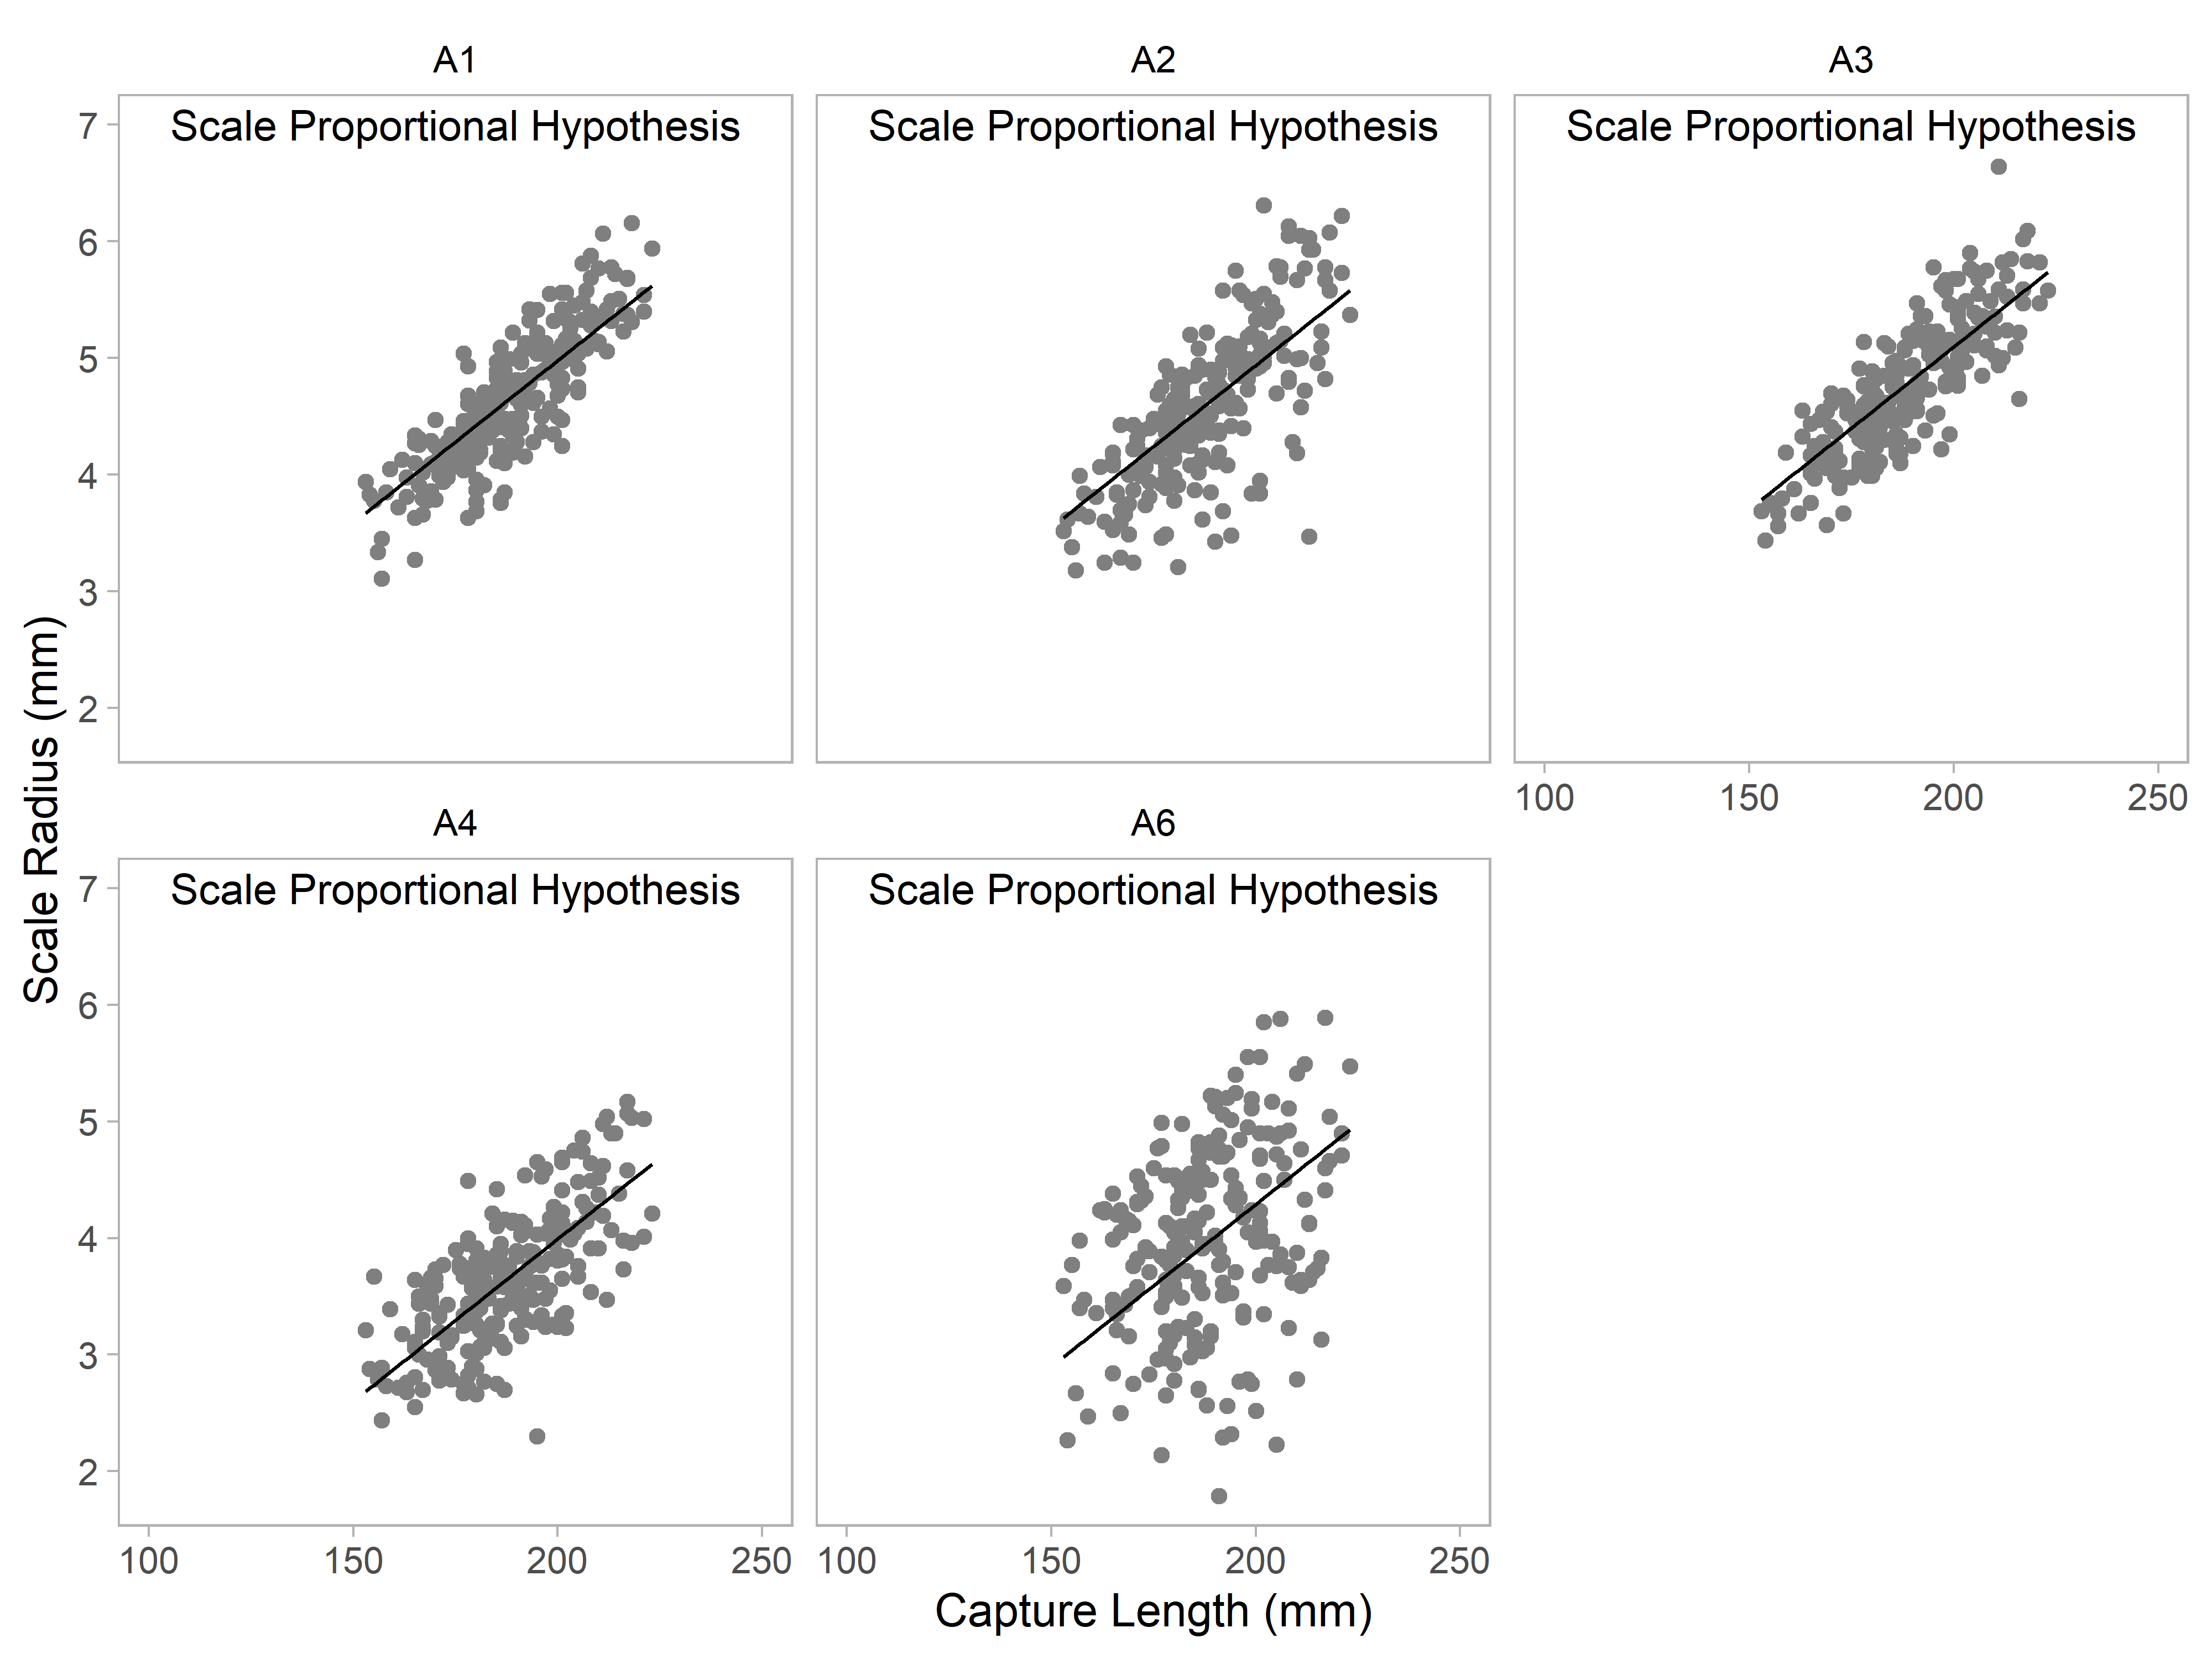 A1
A2
A3
Scale Proportional Hypothesis
Scale Proportional Hypothesis
Scale Proportional Hypothesis
7
6
5
4
3
2
100
150
200
250
Scale Radius (mm)
A4
A6
Scale Proportional Hypothesis
Scale Proportional Hypothesis
7
6
5
4
3
2
100
150
200
250
100
150
200
250
Capture Length (mm)